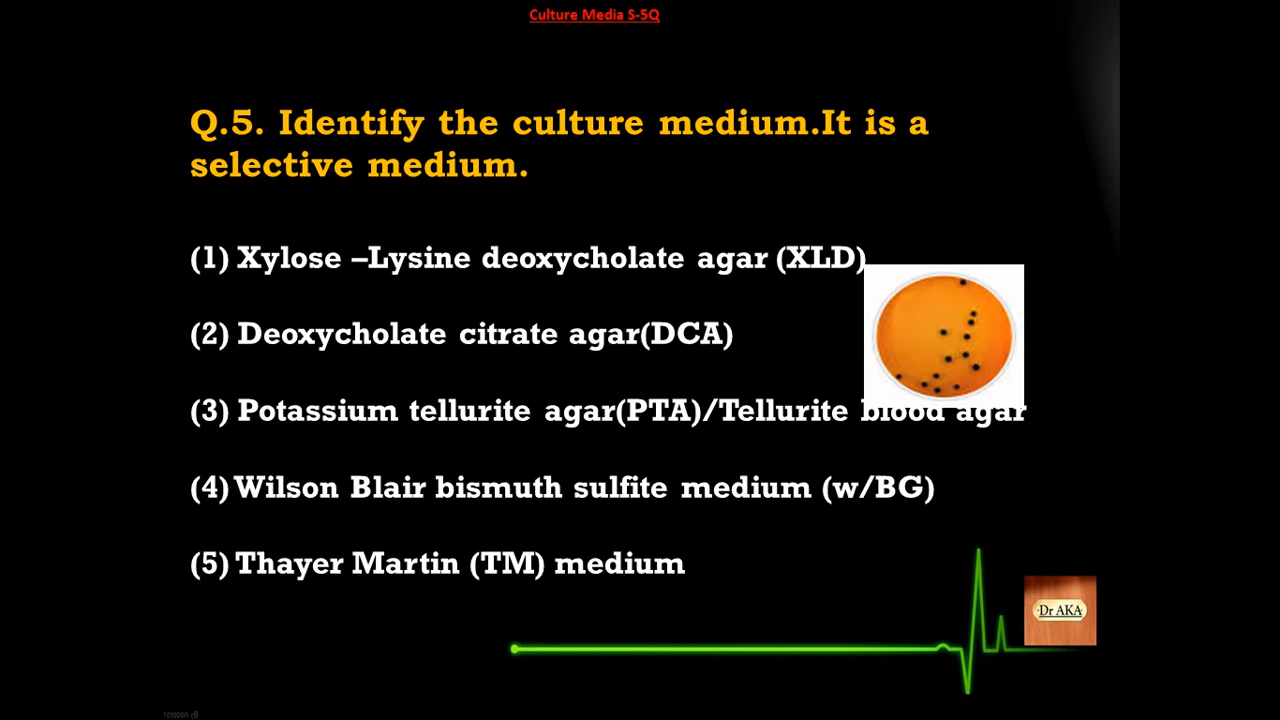 Culture Media S-5Q
Q.5. Identify the culture medium.It is a
selective medium.
(1) Xylose –Lysine deoxycholate agar (XLD)
(2) Deoxycholate citrate agar(DCA)
(3) Potassium tellurite agar(PTA)/Tellurite blood agar
(4) Wilson Blair bismuth sulfite medium (w/BG)
(5) Thayer Martin (TM) medium
Dr AKA